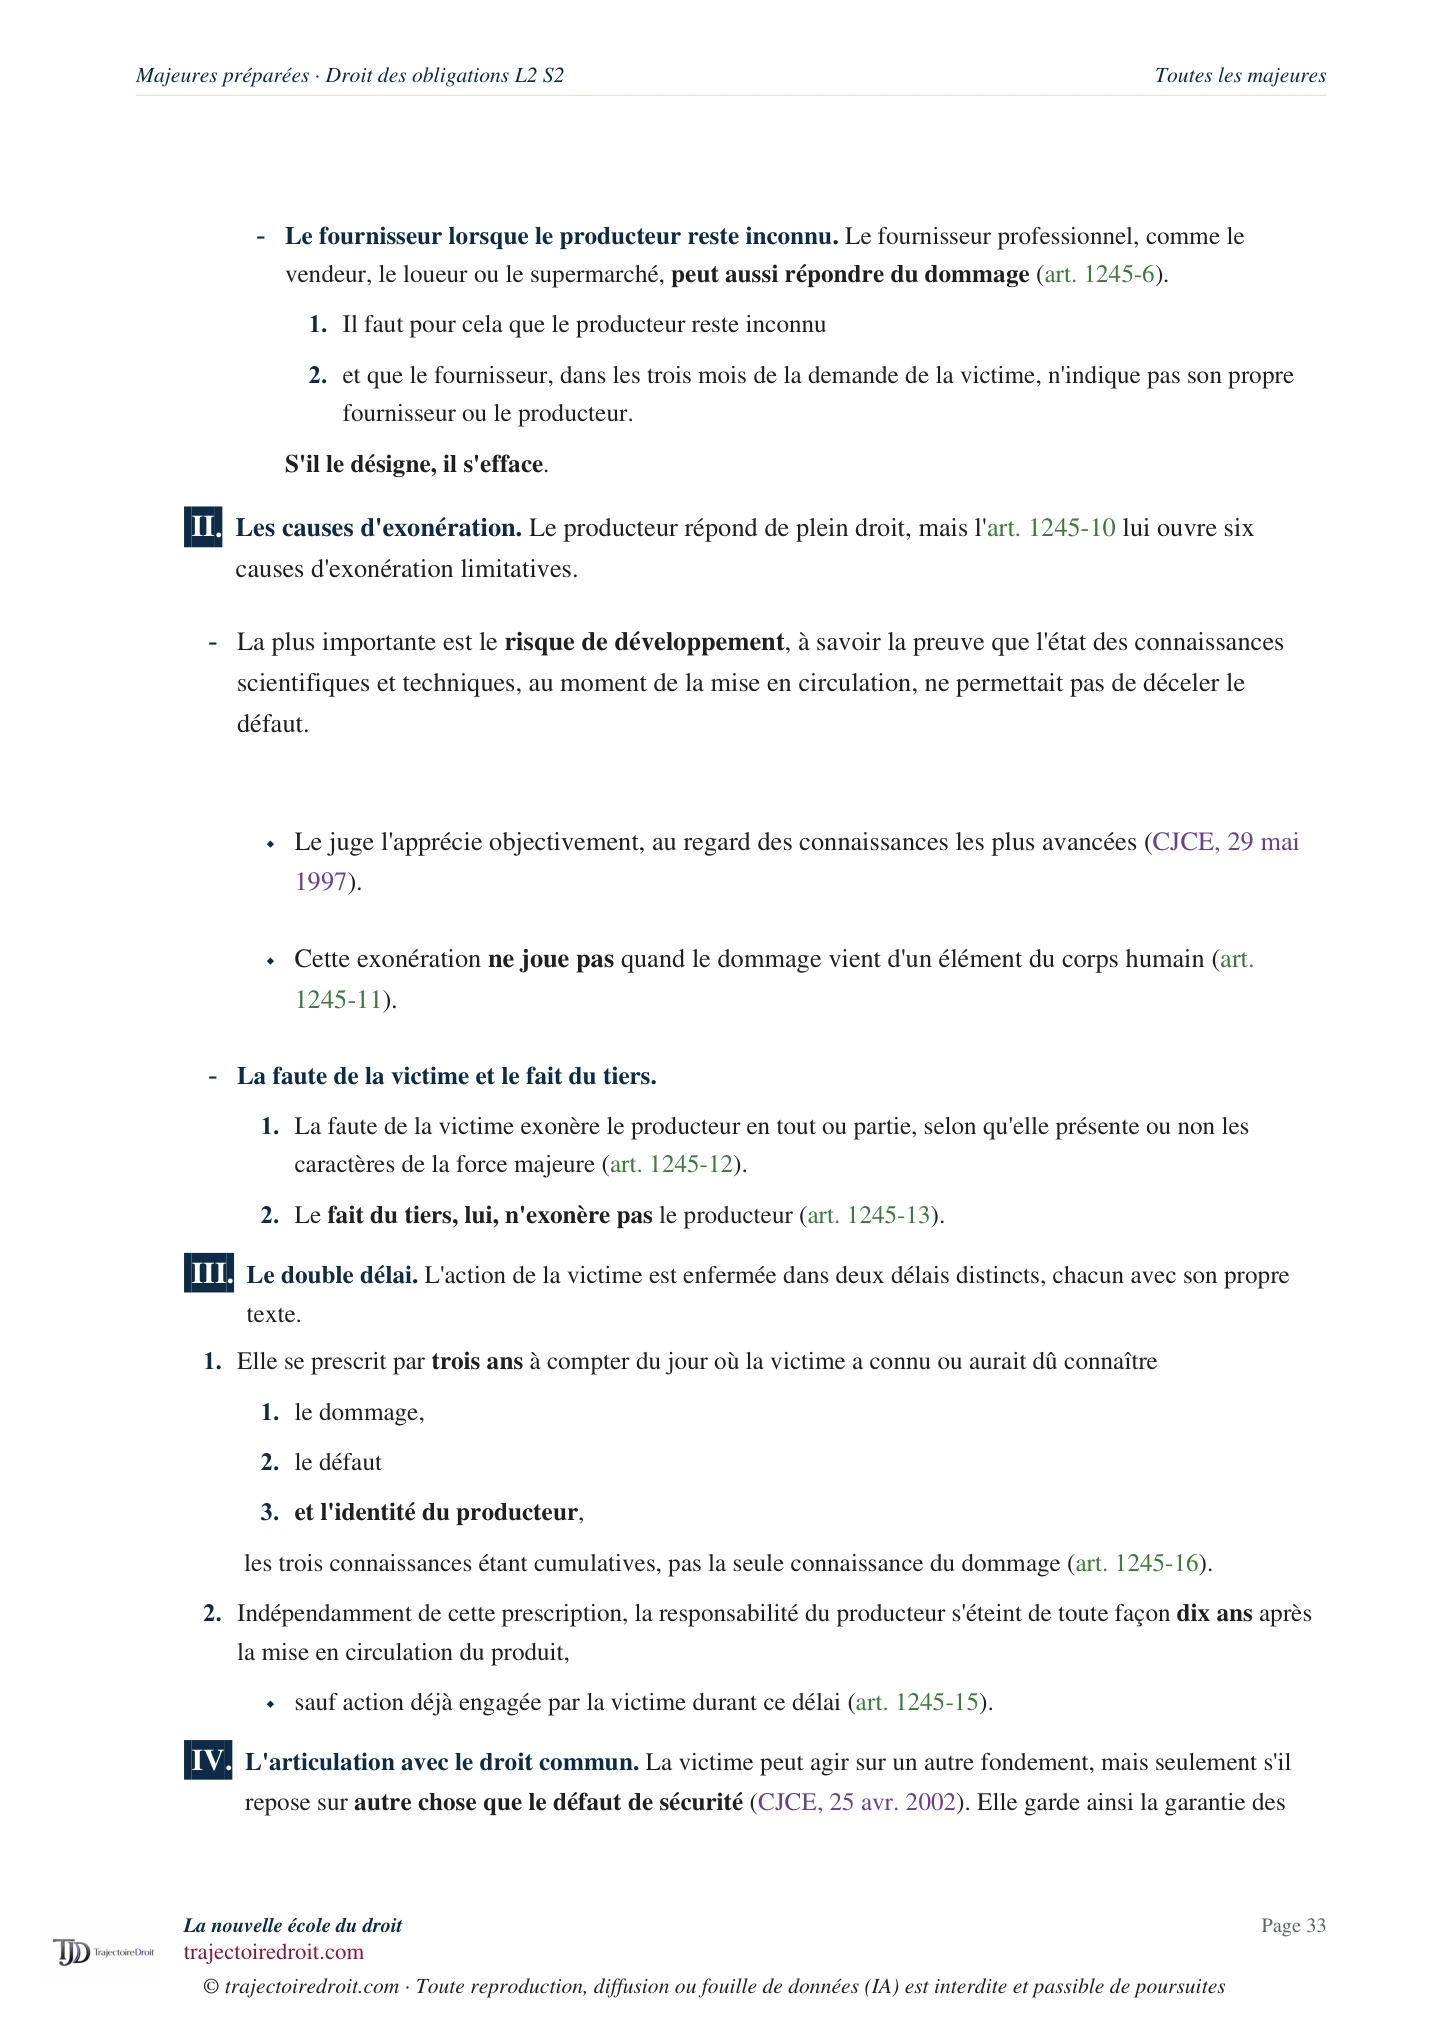 Majeures préparées · Droit des obligations L2 S2 Toutes les majeures
- Le fournisseur lorsque le producteur reste inconnu. Le fournisseur professionnel, comme le
vendeur, le loueur ou le supermarché, peut aussi répondre du dommage (art. 1245-6).
1. Il faut pour cela que le producteur reste inconnu
2. et que le fournisseur, dans les trois mois de la demande de la victime, n'indique pas son propre
fournisseur ou le producteur.
S'il le désigne, il s'efface.
II. Les causes d'exonération. Le producteur répond de plein droit, mais l'art. 1245-10 lui ouvre six
causes d'exonération limitatives.
- La plus importante est le risque de développement, à savoir la preuve que l'état des connaissances
scientifiques et techniques, au moment de la mise en circulation, ne permettait pas de déceler le
défaut.
⬩ Le juge l'apprécie objectivement, au regard des connaissances les plus avancées (CJCE, 29 mai
1997).
⬩ Cette exonération ne joue pas quand le dommage vient d'un élément du corps humain (art.
1245-11).
- La faute de la victime et le fait du tiers.
1. La faute de la victime exonère le producteur en tout ou partie, selon qu'elle présente ou non les
caractères de la force majeure (art. 1245-12).
2. Le fait du tiers, lui, n'exonère pas le producteur (art. 1245-13).
III. Le double délai. L'action de la victime est enfermée dans deux délais distincts, chacun avec son propre
texte.
1. Elle se prescrit par trois ans à compter du jour où la victime a connu ou aurait dû connaître
1. le dommage,
2. le défaut
3. et l'identité du producteur,
les trois connaissances étant cumulatives, pas la seule connaissance du dommage (art. 1245-16).
2. Indépendamment de cette prescription, la responsabilité du producteur s'éteint de toute façon dix ans après
la mise en circulation du produit,
⬩ sauf action déjà engagée par la victime durant ce délai (art. 1245-15).
IV. L'articulation avec le droit commun. La victime peut agir sur un autre fondement, mais seulement s'il
repose sur autre chose que le défaut de sécurité (CJCE, 25 avr. 2002). Elle garde ainsi la garantie des
La nouvelle école du droit Page 33
TJD TrajectoireDroit trajectoiredroit.com
© trajectoiredroit.com · Toute reproduction, diffusion ou fouille de données (IA) est interdite et passible de poursuites